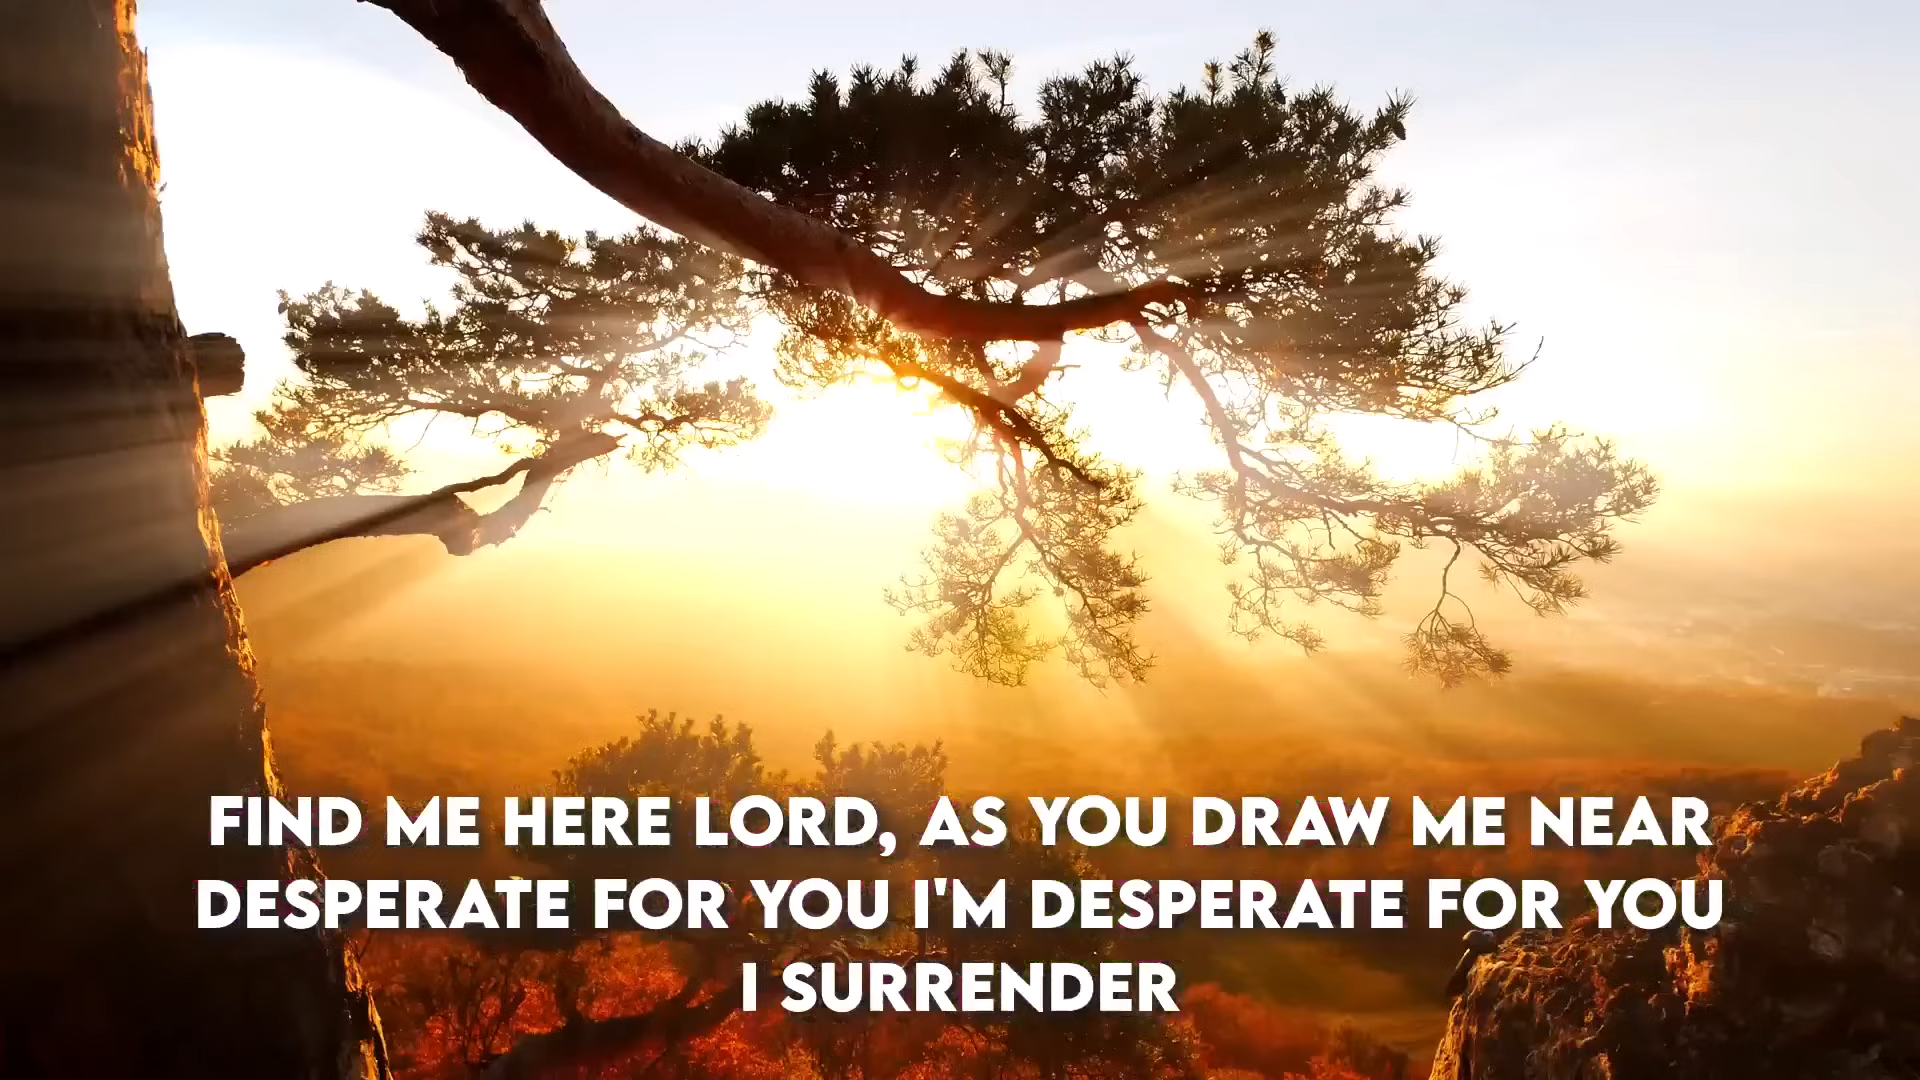 FIND ME HERE LORD, AS YOU DRAW ME NEAR
DESPERATE FOR YOU I'M DESPERATE FOR YOU
I SURRENDER